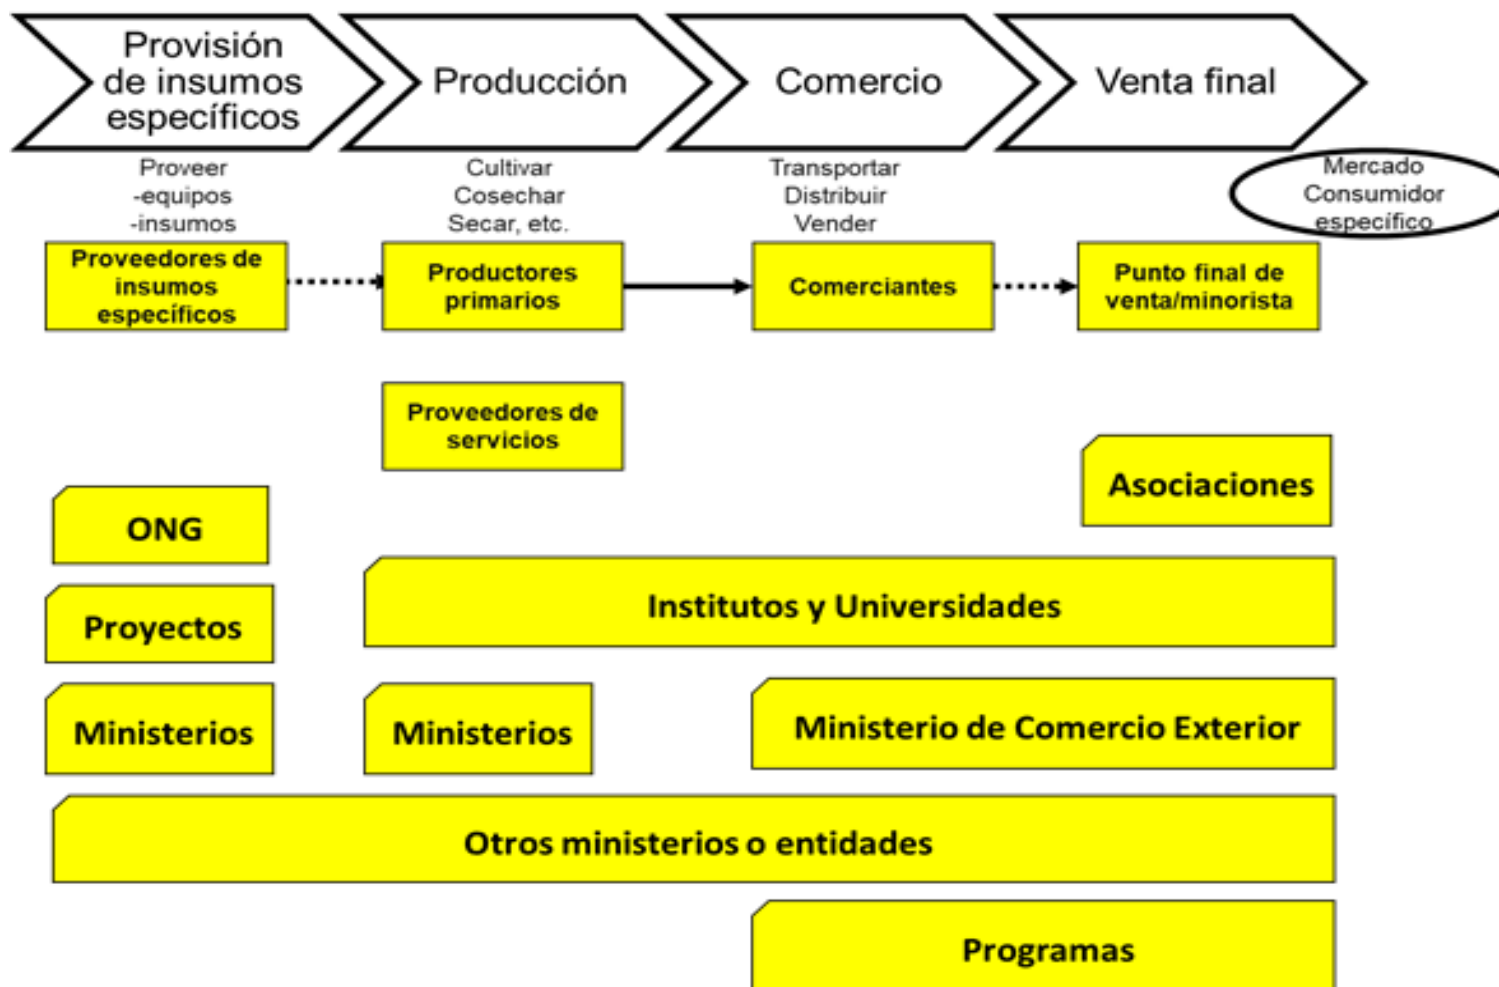 Provisión
de insumos
específicos
Producción
Comercio
Venta final
Proveer
-equipos
-insumos
Cultivar
Cosechar
Secar, etc.
Transportar
Distribuir
Vender
Mercado
Consumidor
específico
Proveedores de
insumos
específicos
Productores
primarios
Comerciantes
Punto final de
venta/minorista
Proveedores de
servicios
Asociaciones
ONG
Institutos y Universidades
Proyectos
Ministerios
Ministerios
Ministerio de Comercio Exterior
Otros ministerios o entidades
Programas